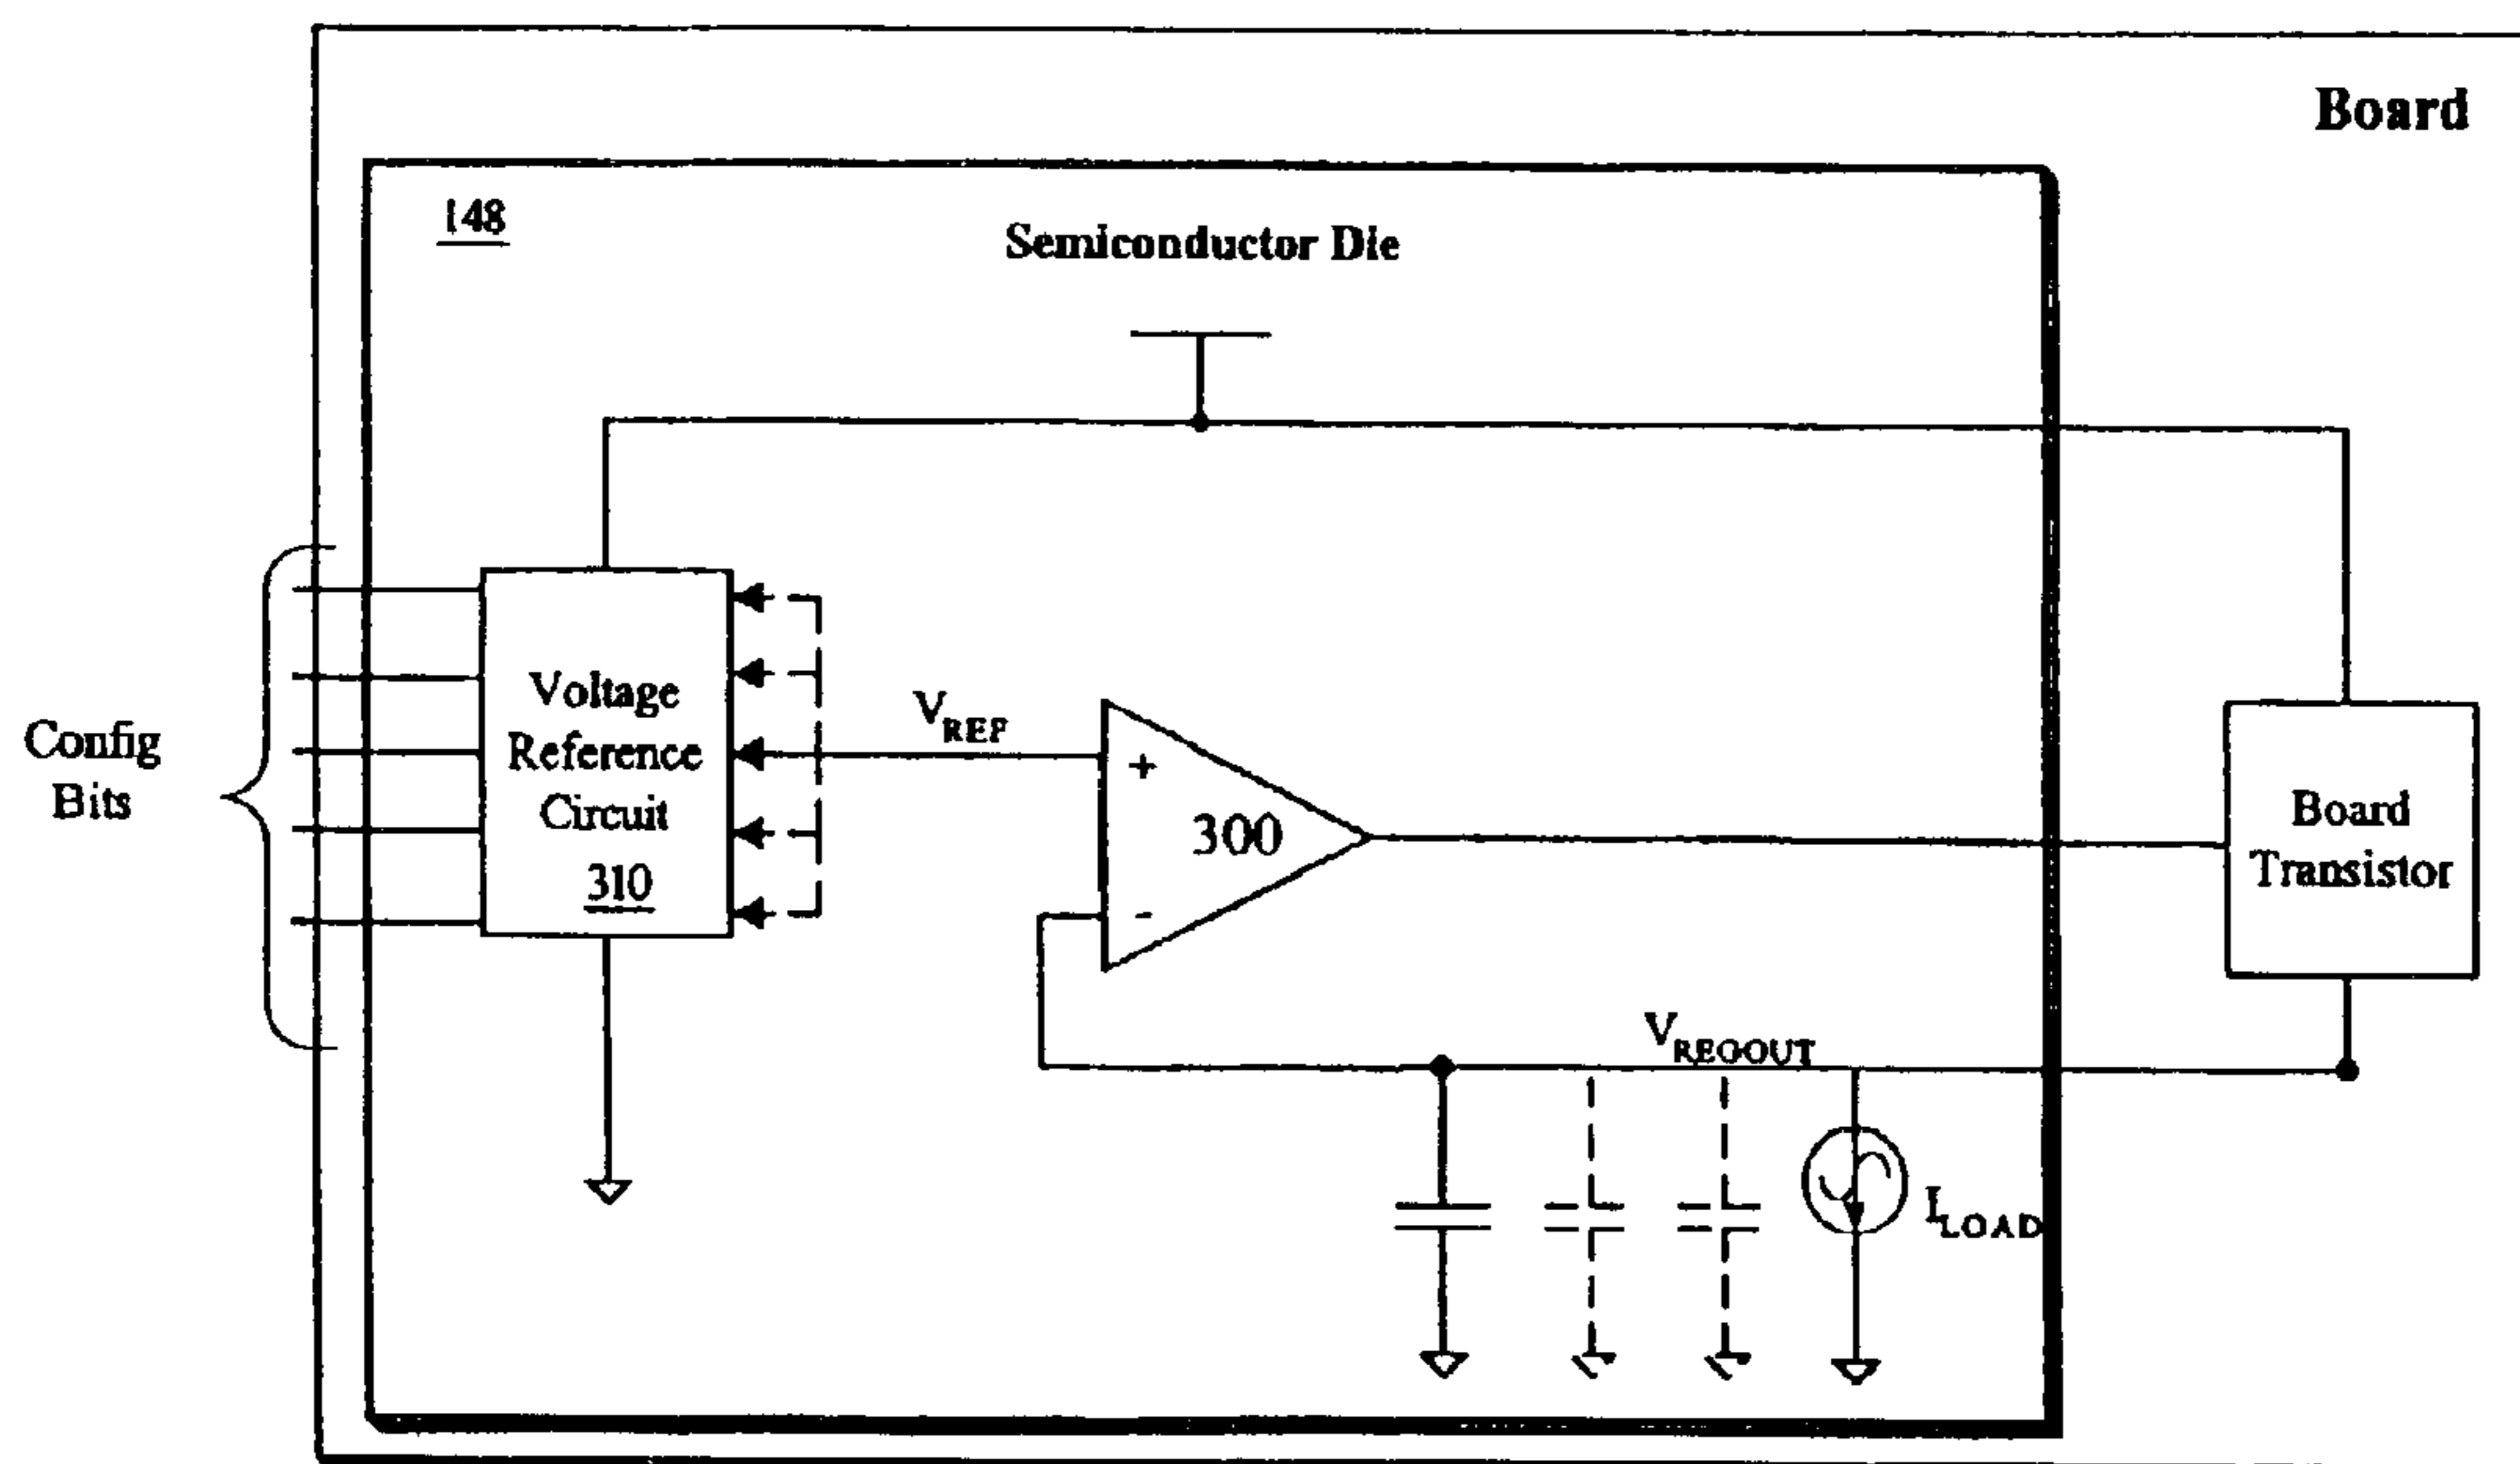 Board
148
Semiconductor Die
Config
Bits
Voltage
Reference
Circuit
310
VREF
+
300
-
Board
Transistor
VREGOUT
ILOAD